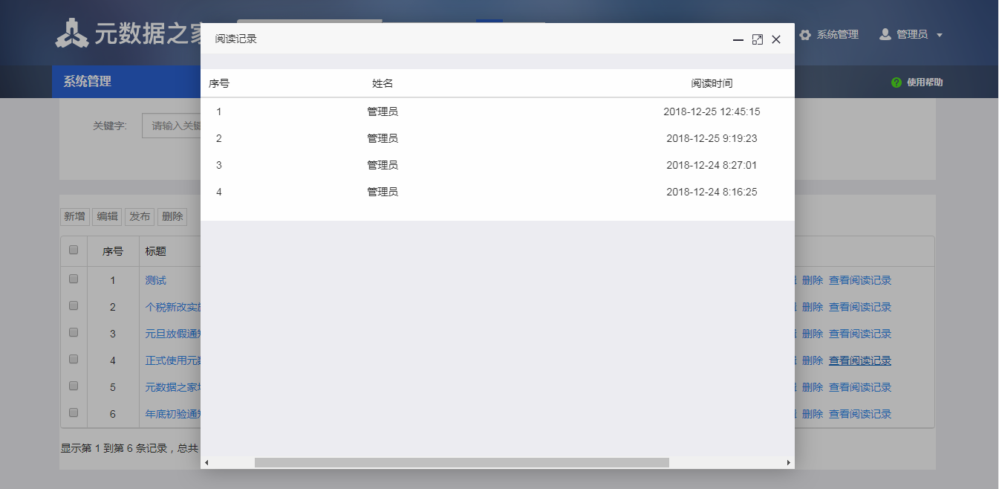 元数据之家
系统管理
管理员
系统管理
使用帮助
阅读记录
序号 姓名 阅读时间
1 管理员 2018-12-25 12:45:15
2 管理员 2018-12-25 9:19:23
3 管理员 2018-12-24 8:27:01
4 管理员 2018-12-24 8:16:25
关键字:
请输入关键
新增 编辑 发布 删除
序号 标题
1 测试 删除 查看阅读记录
2 个税新改实施 删除 查看阅读记录
3 元旦放假通知 删除 查看阅读记录
4 正式使用元数 删除 查看阅读记录
5 元数据之家 删除 查看阅读记录
6 年底初验通知 删除 查看阅读记录
显示第 1 到第 6 条记录，总共